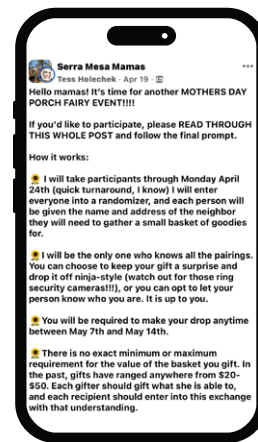 Serra Mesa Mamas
Tess Holechek · Apr 19 ·
Hello mamas! It's time for another MOTHERS DAY
PORCH FAIRY EVENT!!!!
If you'd like to participate, please READ THROUGH
THIS WHOLE POST and follow the final prompt.
How it works:
🌻 I will take participants through Monday April
24th (quick turnaround, I know) I will enter
everyone into a randomizer, and each person will
be given the name and address of the neighbor
they will need to gather a small basket of goodies
for.
🌻I will be the only one who knows all the pairings.
You can choose to keep your gift a surprise and
drop it off ninja-style (watch out for those ring
security cameras!!!), or you can opt to let your
person know who you are. It is up to you.
🌻You will be required to make your drop anytime
between May 7th and May 14th.
🌻There is no exact minimum or maximum
requirement for the value of the basket you gift. In
the past, gifts have ranged anywhere from $20-
$50. Each gifter should gift what she is able to,
and each recipient should enter into this exchange
with that understanding.